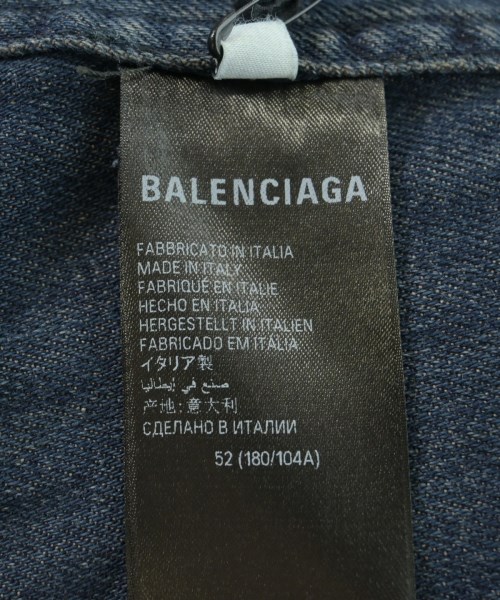 BALENCIAGA
FABBRICATO IN ITALIA
MADE IN ITALY
FABRIQUÉ EN ITALIE
HECHO EN ITALIA
HERGESTELLT IN ITALIEN
FABRICADO EM ITALIA
イタリア製
صنع في إيطاليا
产地:意大利
СДЕЛАНО В ИТАЛИИ
52 (180/104A)